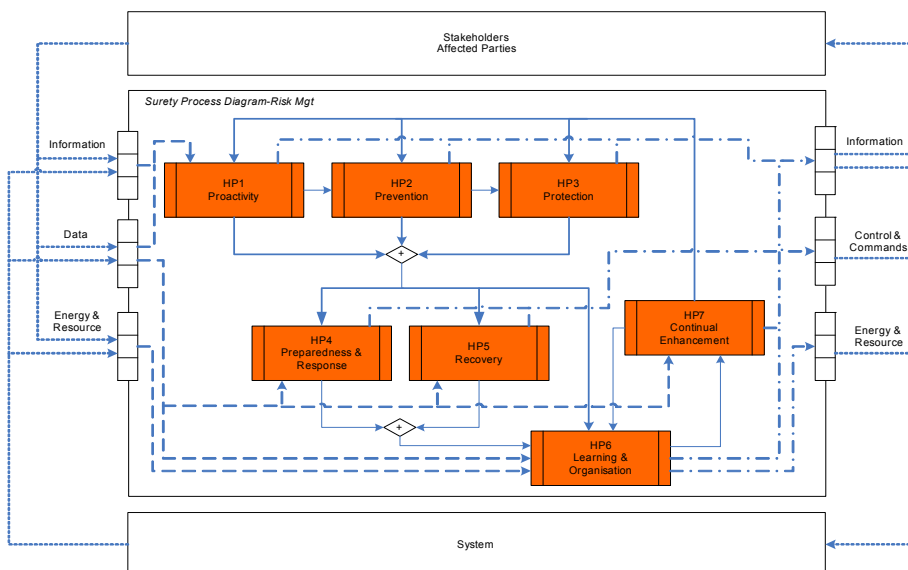 Stakeholders
Affected Parties
Surety Process Diagram-Risk Mgt
Information
Information
HP1
Proactivity
HP2
Prevention
HP3
Protection
Data
Control &
Commands
+
Energy &
Resource
Energy &
Resource
HP4
Preparedness &
Response
HP5
Recovery
HP7
Continual
Enhancement
+
HP6
Learning &
Organisation
System